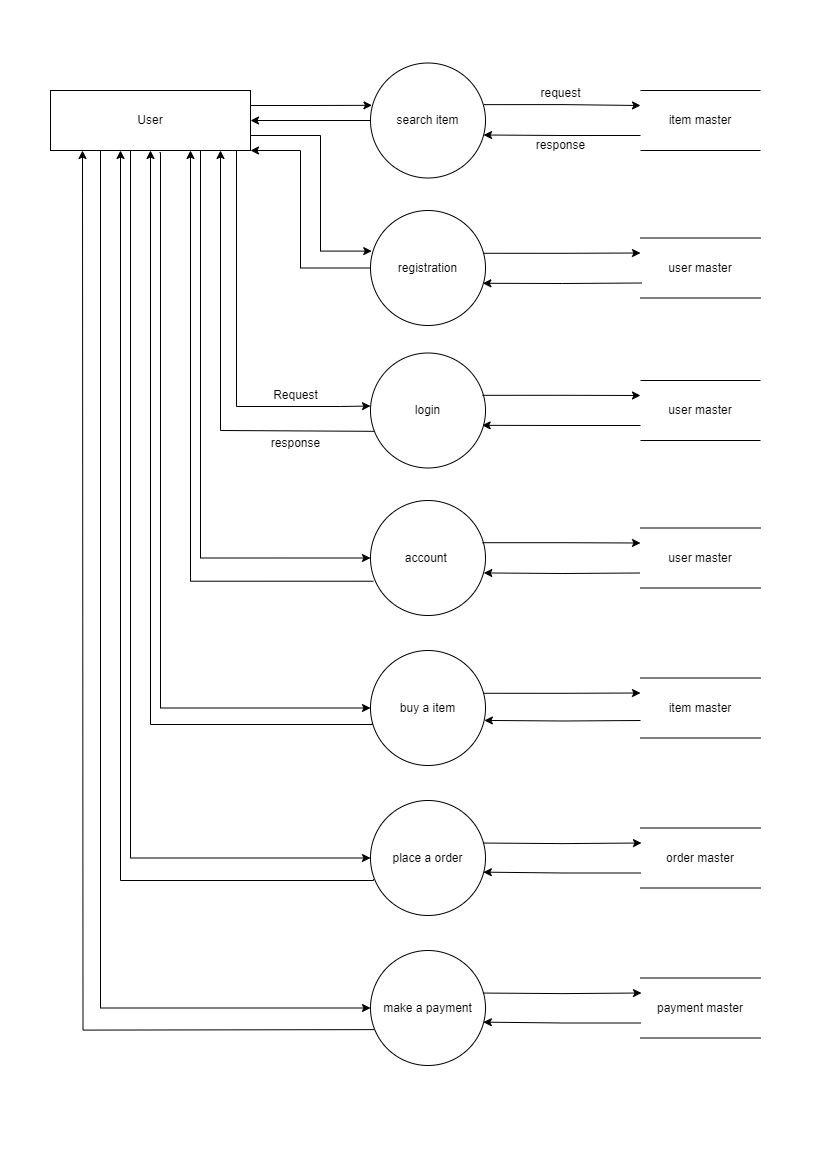 request
User
search item
item master
response
registration
user master
Request
login
user master
response
account
user master
buy a item
item master
place a order
order master
make a payment
payment master